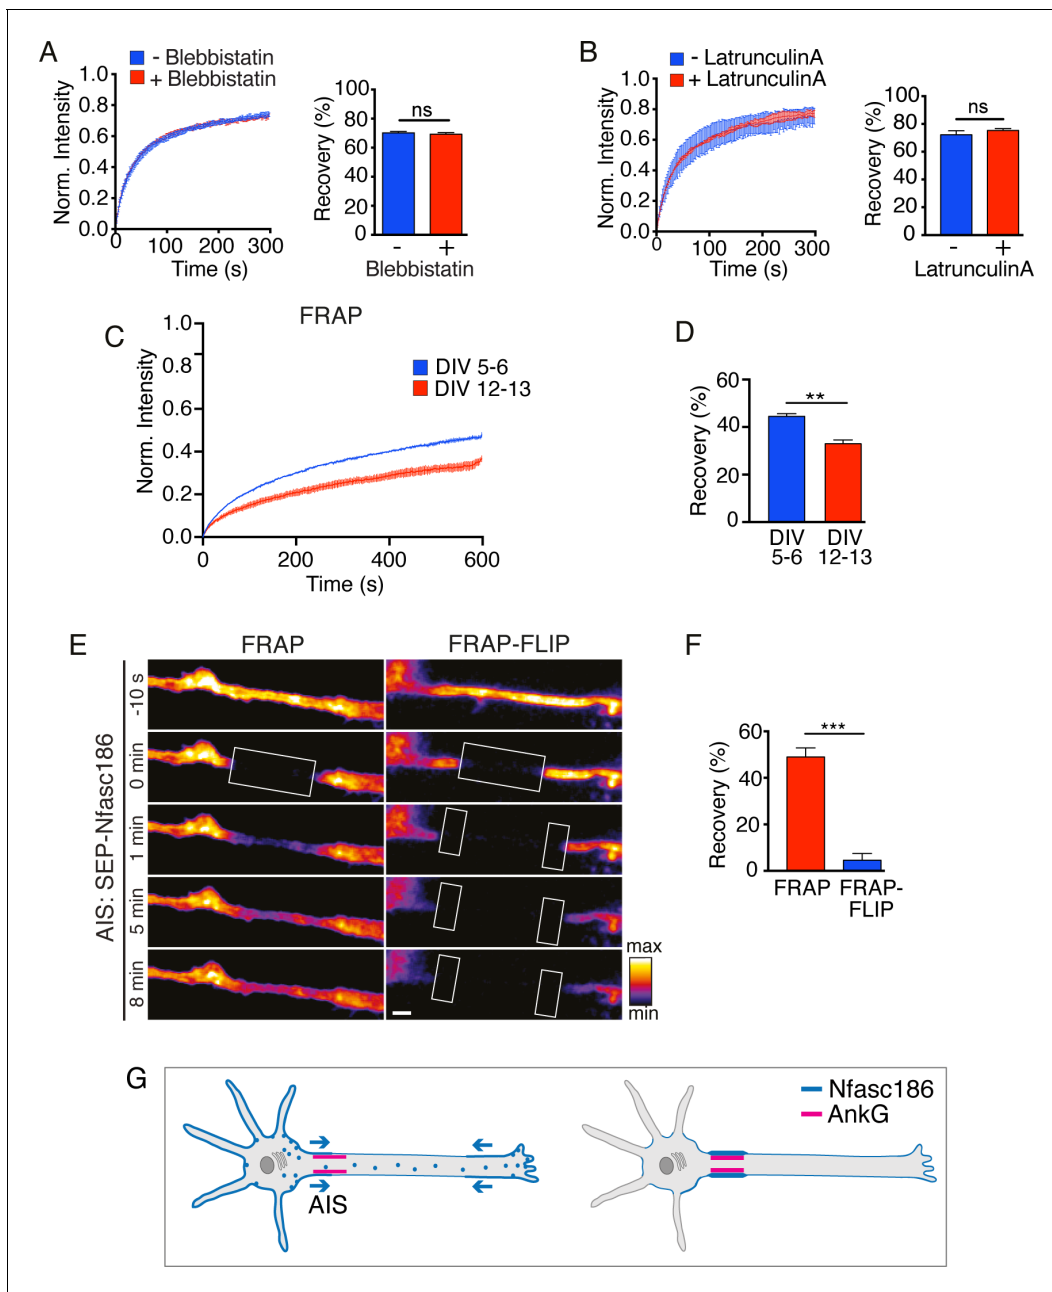 A
- Blebbistatin
+ Blebbistatin
Norm. Intensity
1.0
0.8
0.6
0.4
0.2
0.0
0 100 200 300
Time (s)
Recovery (%)
100
80
60
40
20
0
ns
- +
Blebbistatin
B
- LatrunculinA
+ LatrunculinA
Norm. Intensity
1.0
0.8
0.6
0.4
0.2
0.0
0 100 200 300
Time (s)
Recovery (%)
100
80
60
40
20
0
ns
- +
LatrunculinA
C
FRAP
Norm. Intensity
1.0
0.8
0.6
0.4
0.2
0.0
0 200 400 600
Time (s)
DIV 5-6
DIV 12-13
D
Recovery (%)
60
40
20
0
**
DIV DIV
5-6 12-13
E
FRAP FRAP-FLIP
AIS: SEP-Nfasc186
-10 s
0 min
1 min
5 min
8 min
max
min
F
Recovery (%)
60
40
20
0
***
FRAP FRAP-
FLIP
G
AIS
Nfasc186
AnkG